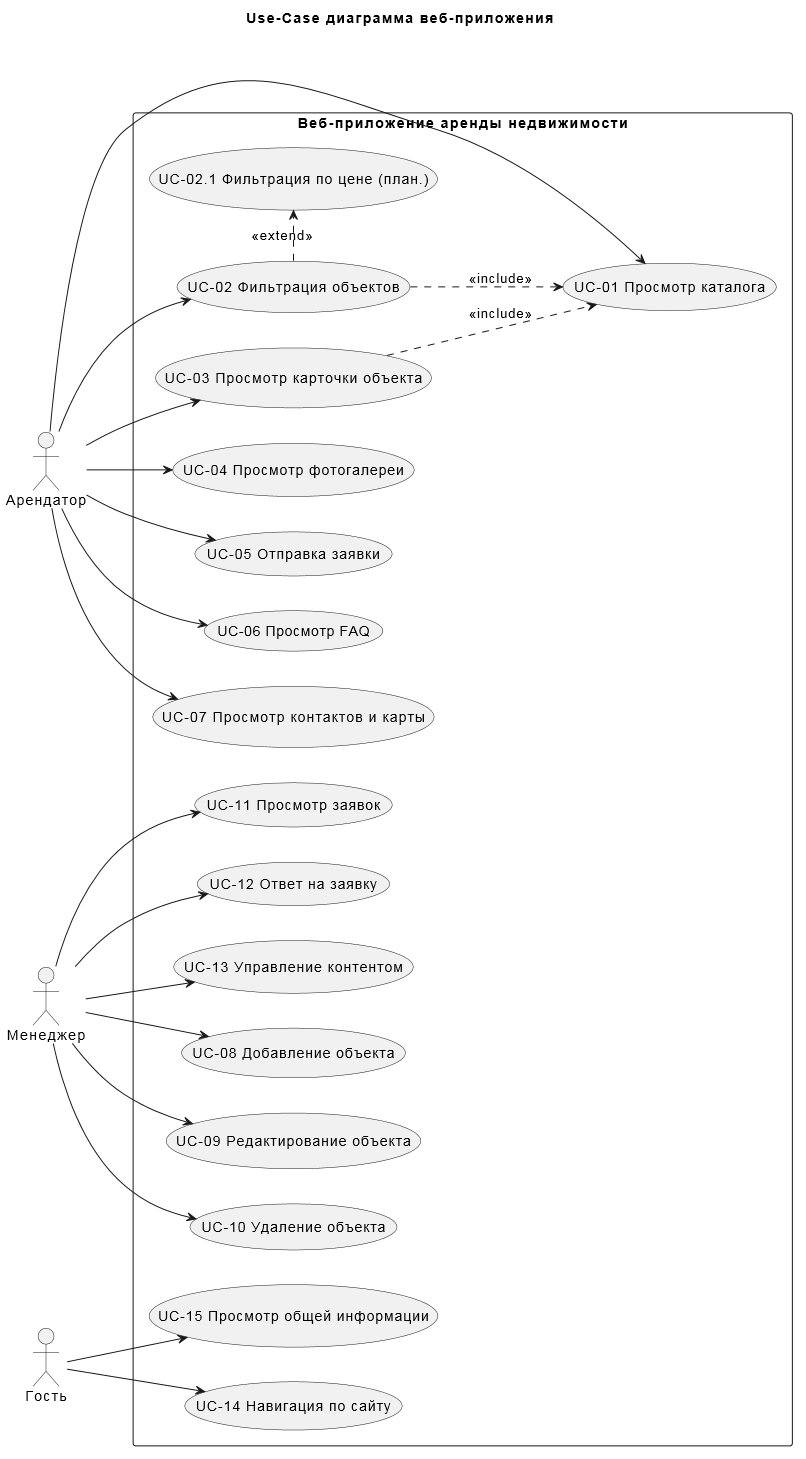 Use-Case диаграмма веб-приложения
Веб-приложение аренды недвижимости
UC-02.1 Фильтрация по цене (план.)
«extend»
UC-02 Фильтрация объектов
«include»
UC-01 Просмотр каталога
«include»
UC-03 Просмотр карточки объекта
UC-04 Просмотр фотогалереи
Арендатор
UC-05 Отправка заявки
UC-06 Просмотр FAQ
UC-07 Просмотр контактов и карты
UC-11 Просмотр заявок
UC-12 Ответ на заявку
UC-13 Управление контентом
Менеджер
UC-08 Добавление объекта
UC-09 Редактирование объекта
UC-10 Удаление объекта
UC-15 Просмотр общей информации
Гость
UC-14 Навигация по сайту